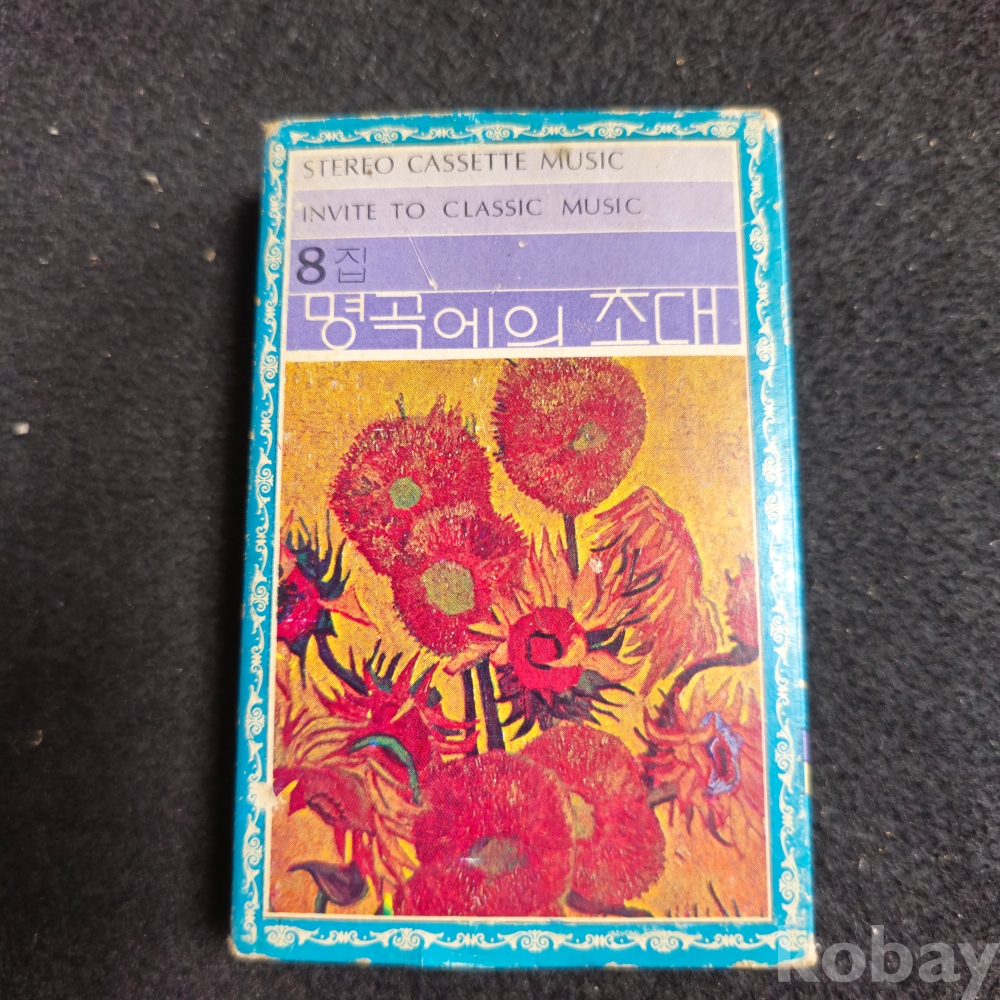 STEREO CASSETTE MUSIC
INVITE TO CLASSIC MUSIC
8집
명곡에의 초대
kobay